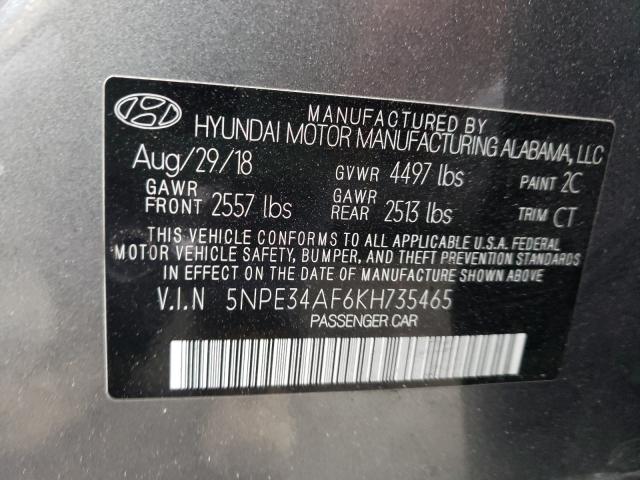 MANUFACTURED BY
HYUNDAI MOTOR MANUFACTURING ALABAMA, LLC
Aug/29/18 GVWR 4497 lbs PAINT 2C
GAWR FRONT 2557 lbs GAWR REAR 2513 lbs TRIM CT
THIS VEHICLE CONFORMS TO ALL APPLICABLE U.S.A. FEDERAL
MOTOR VEHICLE SAFETY, BUMPER, AND THEFT PREVENTION STANDARDS
IN EFFECT ON THE DATE OF MANUFACTURE SHOWN ABOVE.
V.I.N 5NPE34AF6KH735465
PASSENGER CAR